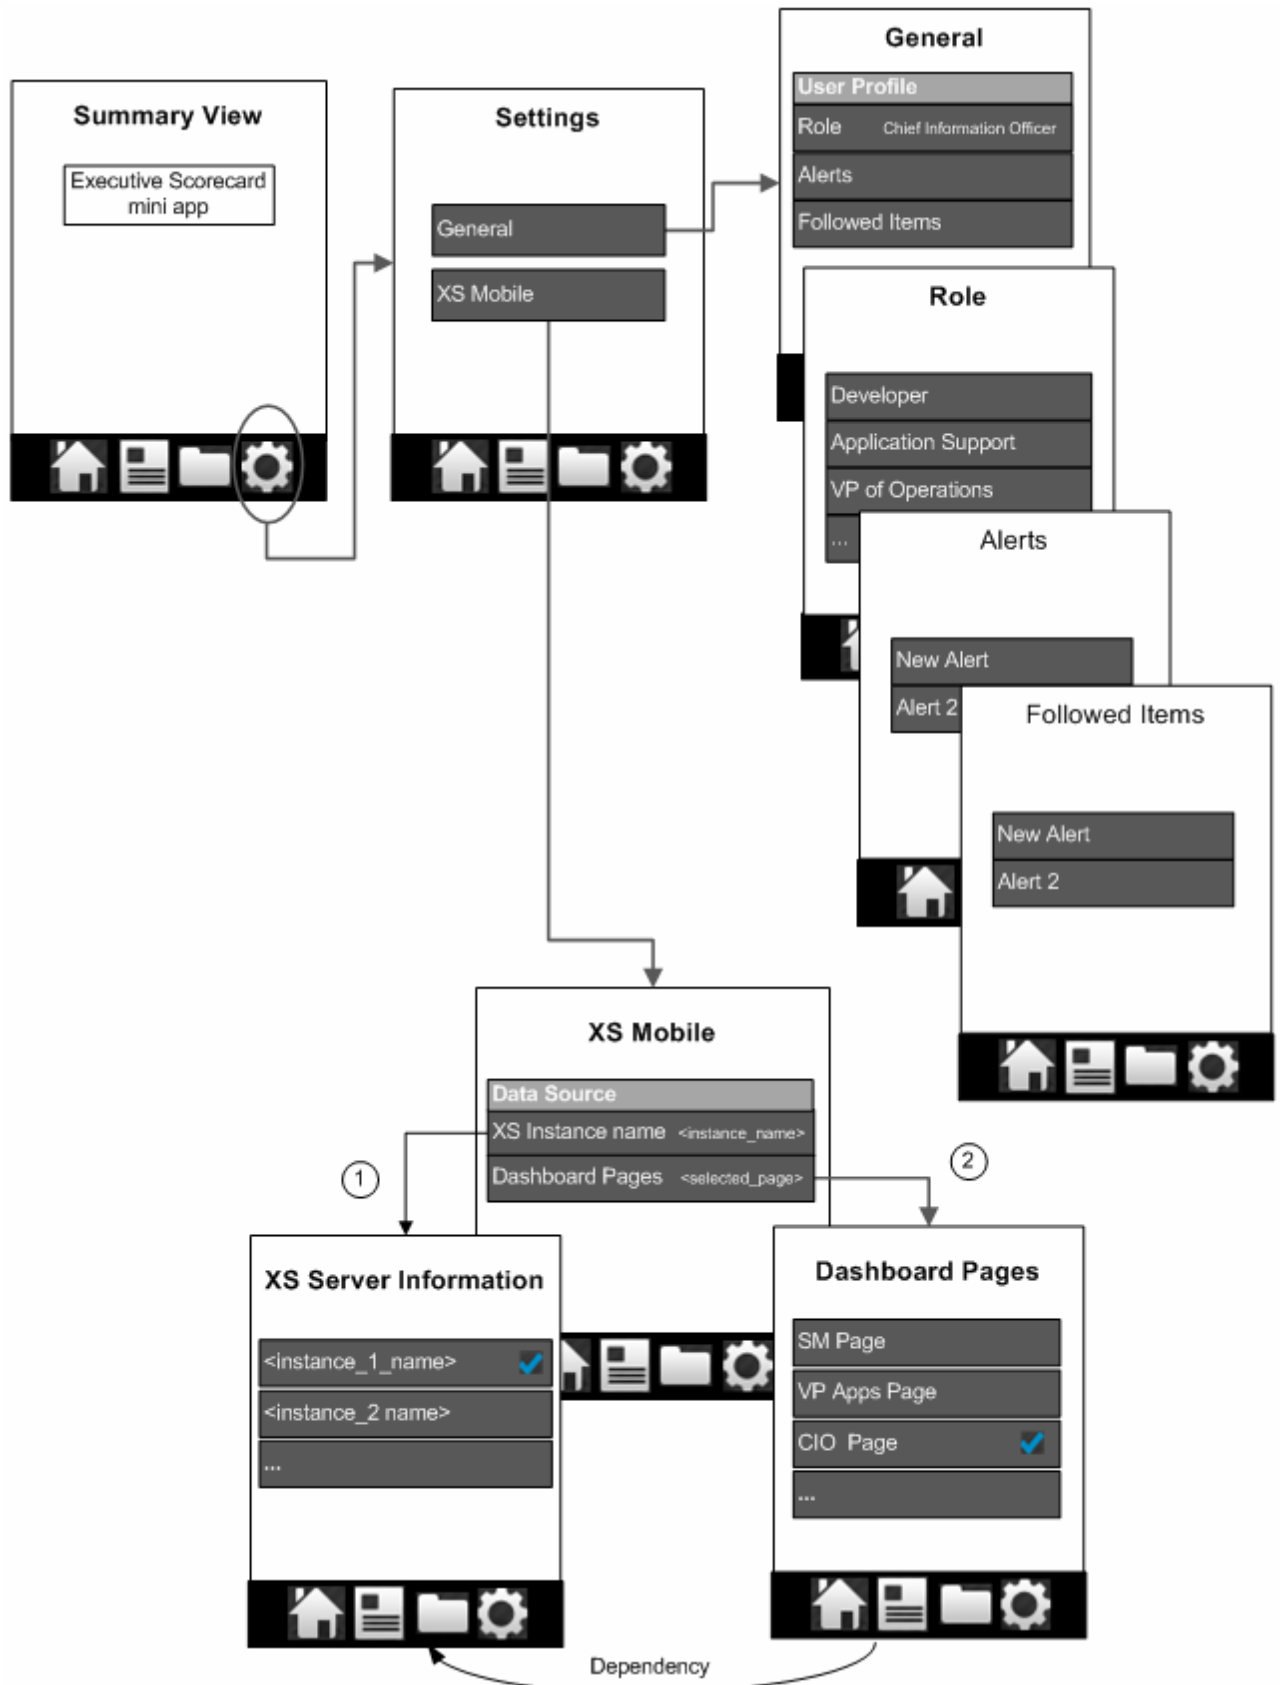 Summary View
Executive Scorecard
mini app
Settings
General
XS Mobile
General
User Profile
Role Chief Information Officer
Alerts
Followed Items
Role
Developer
Application Support
VP of Operations
...
Alerts
New Alert
Alert 2
Followed Items
New Alert
Alert 2
XS Mobile
Data Source
XS Instance name <instance_name>
Dashboard Pages <selected_page>
1
2
XS Server Information
<instance_1_name>
<instance_2 name>
...
Dashboard Pages
SM Page
VP Apps Page
CIO Page
...
Dependency